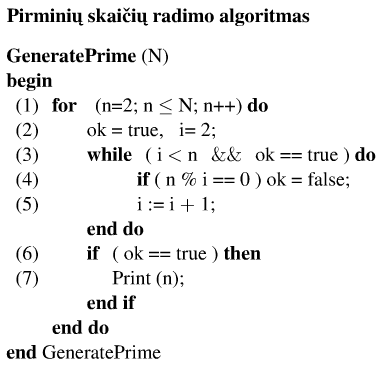 Pirminių skaičių radimo algoritmas
GeneratePrime (N)
begin
(1) for (n=2; n ≤ N; n++) do
(2) ok = true, i= 2;
(3) while ( i < n && ok == true ) do
(4) if ( n % i == 0 ) ok = false;
(5) i := i + 1;
end do
(6) if ( ok == true ) then
(7) Print (n);
end if
end do
end GeneratePrime